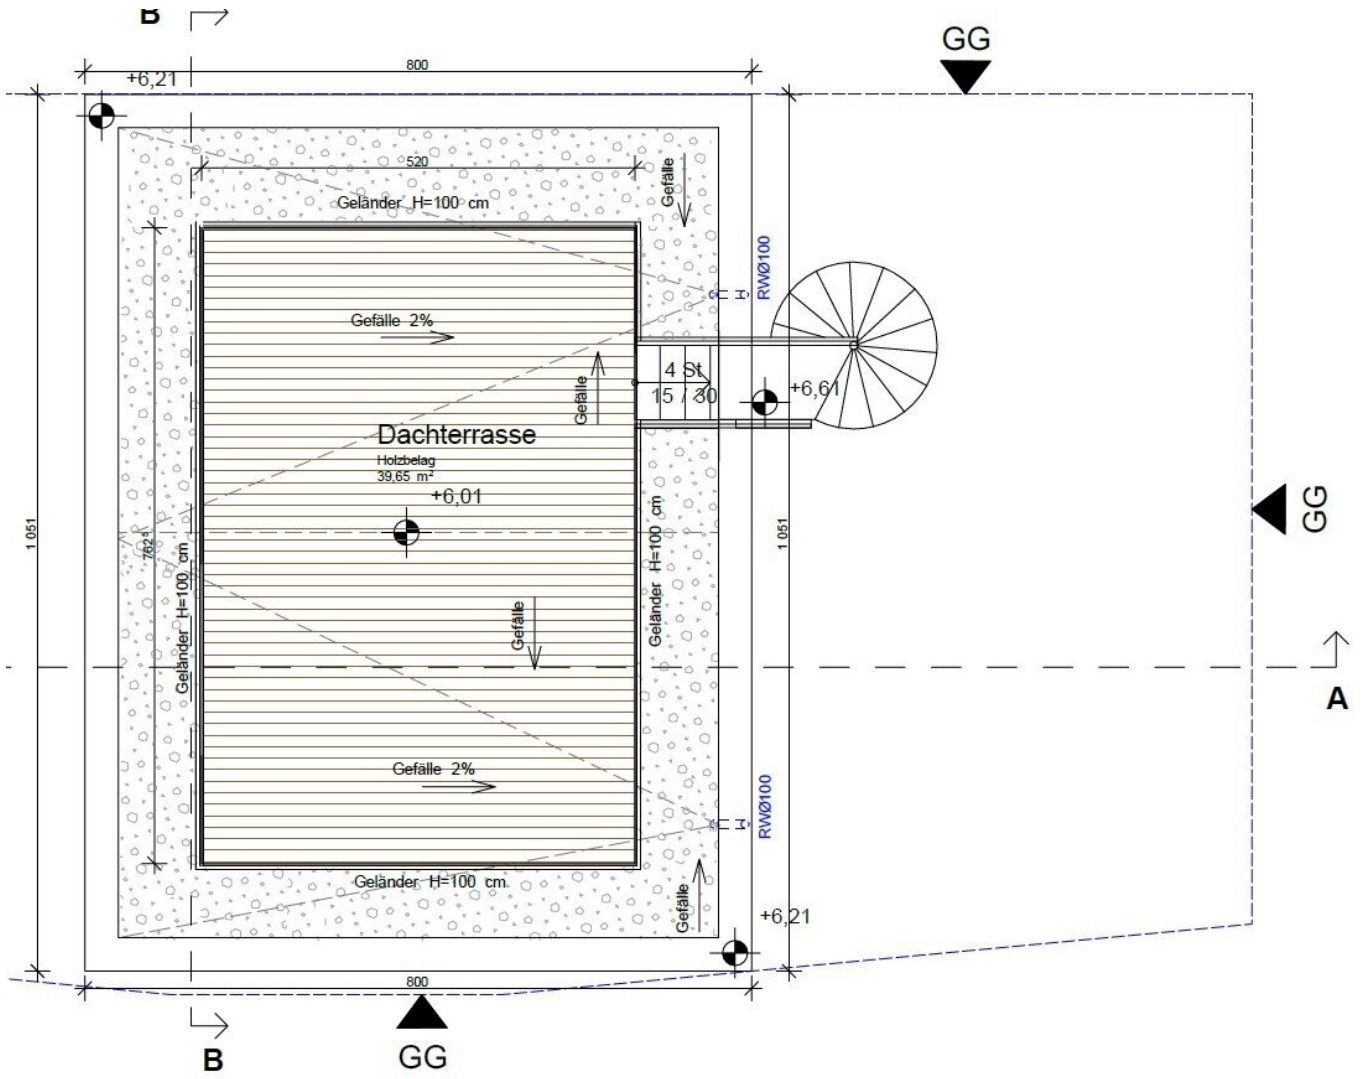 B
GG
800
+6,21
520
Geländer H=100 cm
Gefälle
RWØ100
Gefälle 2%
4 St
15 / 30
+6,61
Gefälle
Dachterrasse
Holzbelag
39,65 m²
+6,01
GG
1 051
762⁵
Geländer H=100 cm
Geländer H=100 cm
1 051
Gefälle
A
Gefälle 2%
RWØ100
Geländer H=100 cm
Gefälle
+6,21
800
B
GG